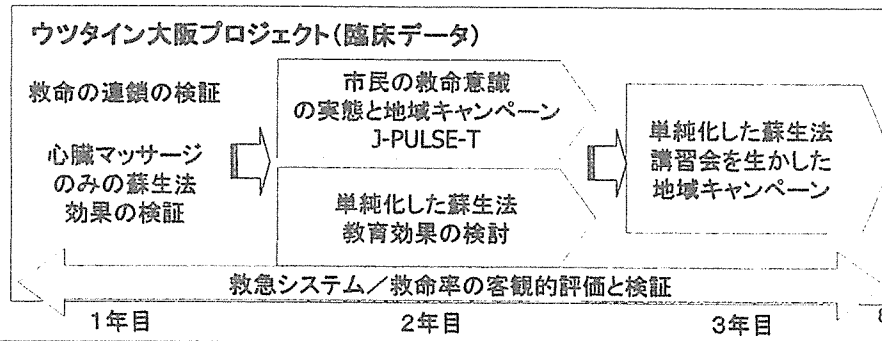 ウツタイン大阪プロジェクト(臨床データ)
救命の連鎖の検証
心臓マッサージ
のみの蘇生法
効果の検証
市民の救命意識
の実態と地域キャンペーン
J-PULSE-T
単純化した蘇生法
教育効果の検討
単純化した蘇生法
講習会を生かした
地域キャンペーン
救急システム/救命率の客観的評価と検証
1年目
2年目
3年目